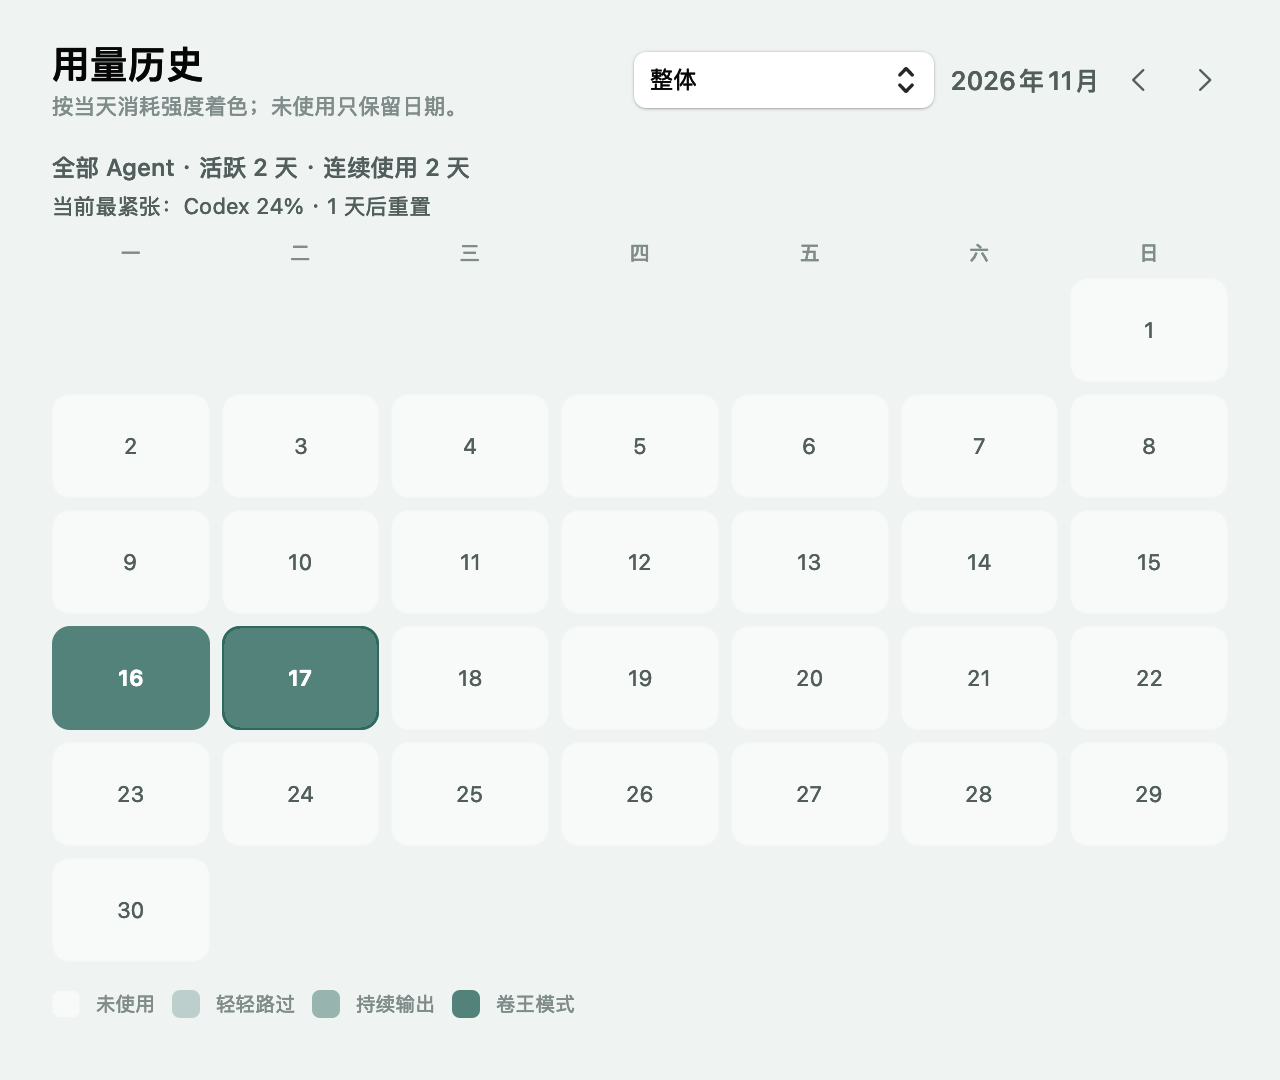 用量历史
整体
2026年11月
按当天消耗强度着色；未使用只保留日期。
全部 Agent · 活跃 2 天 · 连续使用 2 天
当前最紧张：Codex 24% · 1 天后重置
一 二 三 四 五 六 日
1
2 3 4 5 6 7 8
9 10 11 12 13 14 15
16 17 18 19 20 21 22
23 24 25 26 27 28 29
30
未使用 轻轻路过 持续输出 卷王模式